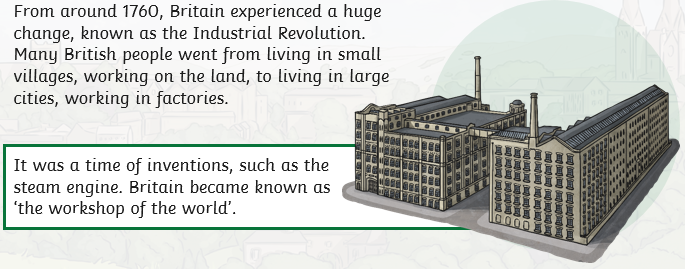 From around 1760, Britain experienced a huge
change, known as the Industrial Revolution.
Many British people went from living in small
villages, working on the land, to living in large
cities, working in factories.
It was a time of inventions, such as the
steam engine. Britain became known as
‘the workshop of the world’.